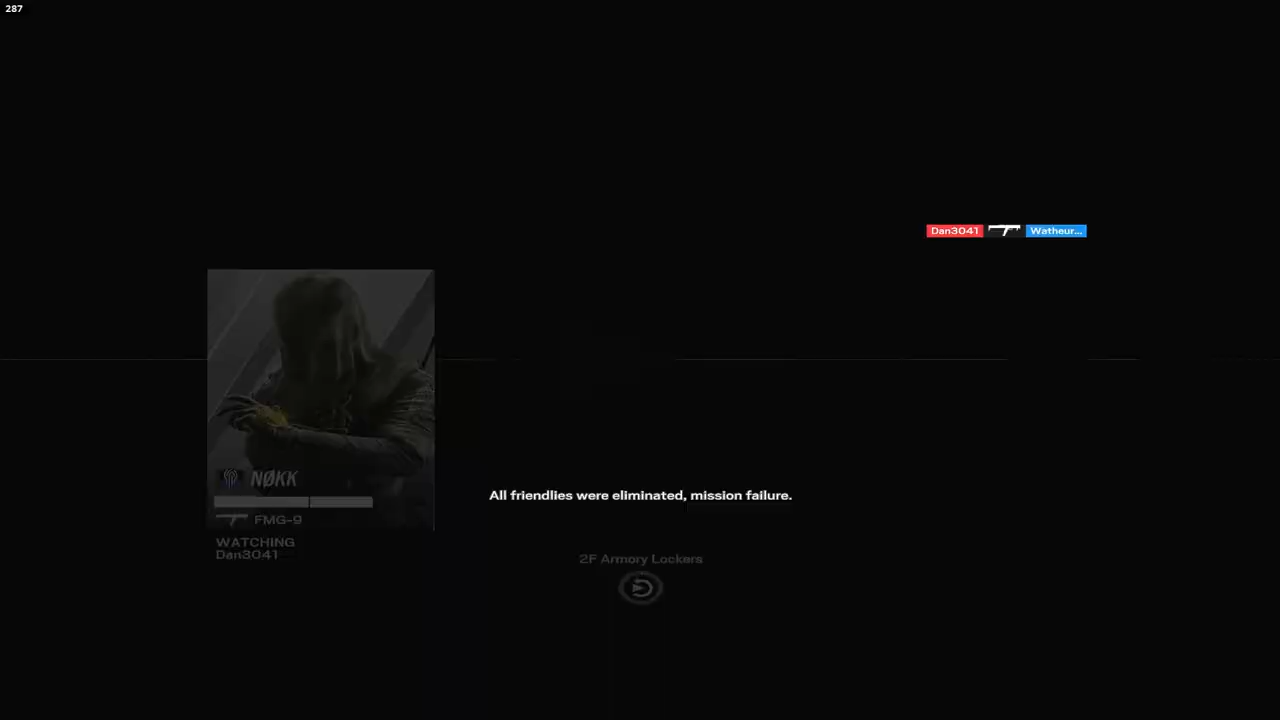 287
Dan3041 Watheur...
NØKK
FMG-9
All friendlies were eliminated, mission failure.
WATCHING
Dan3041
2F Armory Lockers